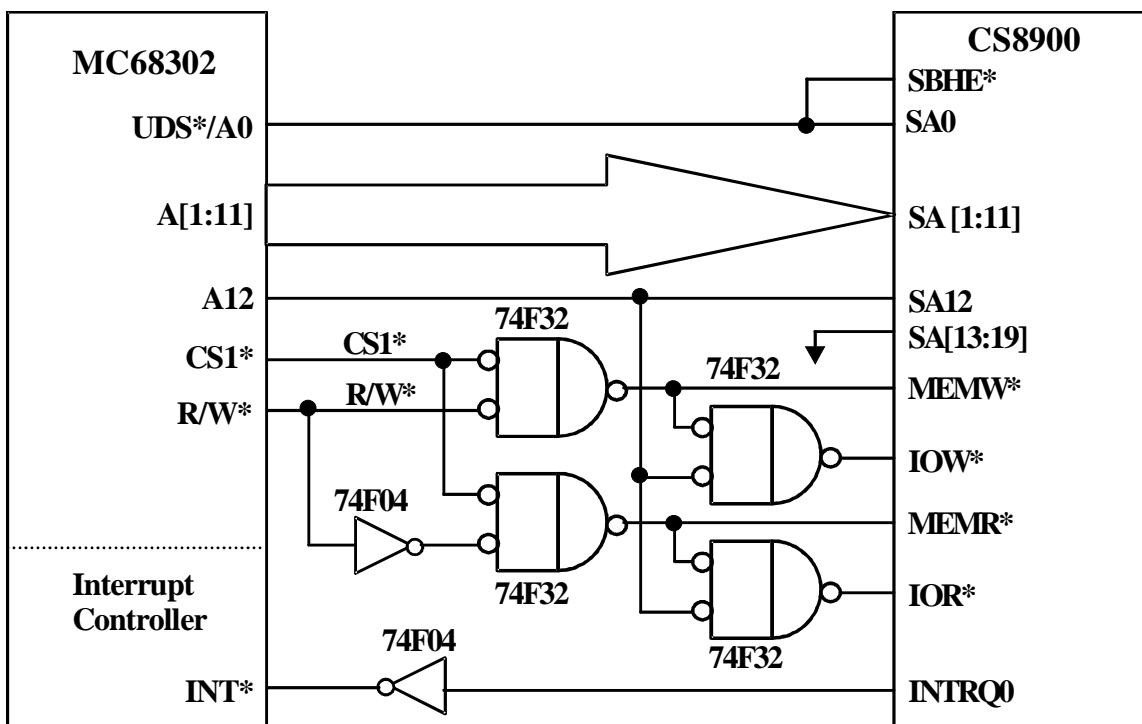 MC68302
CS8900
SBHE*
UDS*/A0
SA0
A[1:11]
SA [1:11]
A12
SA12
74F32
SA[13:19]
CS1*
CS1*
74F32
MEMW*
R/W*
R/W*
IOW*
74F04
MEMR*
74F32
Interrupt
Controller
IOR*
74F04
74F32
INT*
INTRQ0